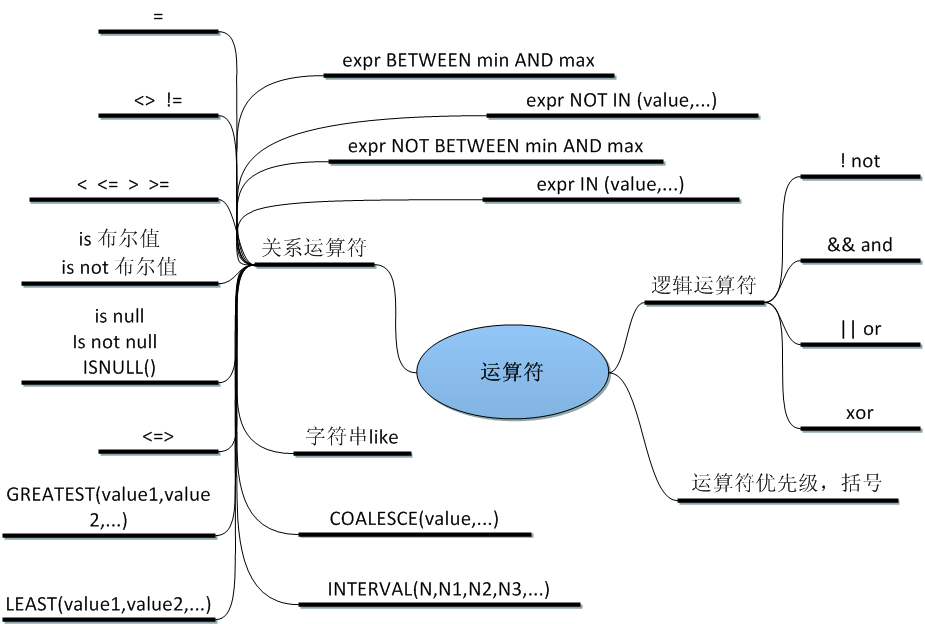 =
<> !=
< <= > >=
is 布尔值
is not 布尔值
is null
Is not null
ISNULL()
<=>
GREATEST(value1,value
2,...)
LEAST(value1,value2,...)
expr BETWEEN min AND max
expr NOT IN (value,...)
expr NOT BETWEEN min AND max
expr IN (value,...)
关系运算符
字符串like
COALESCE(value,...)
INTERVAL(N,N1,N2,N3,...)
运算符
逻辑运算符
! not
&& and
|| or
xor
运算符优先级，括号